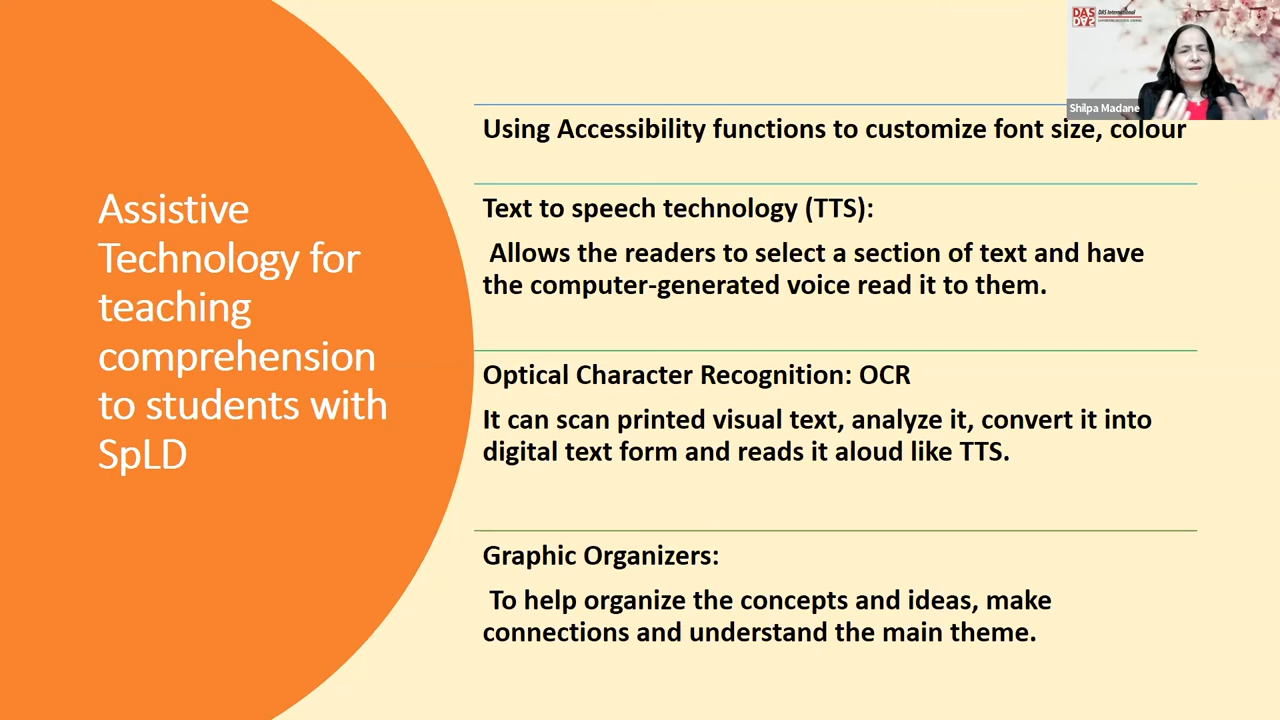 Assistive
Technology for
teaching
comprehension
to students with
SpLD
Using Accessibility functions to customize font size, colour
Text to speech technology (TTS):
Allows the readers to select a section of text and have
the computer-generated voice read it to them.
Optical Character Recognition: OCR
It can scan printed visual text, analyze it, convert it into
digital text form and reads it aloud like TTS.
Graphic Organizers:
To help organize the concepts and ideas, make
connections and understand the main theme.
DAS
DAS International
Shilpa Madane